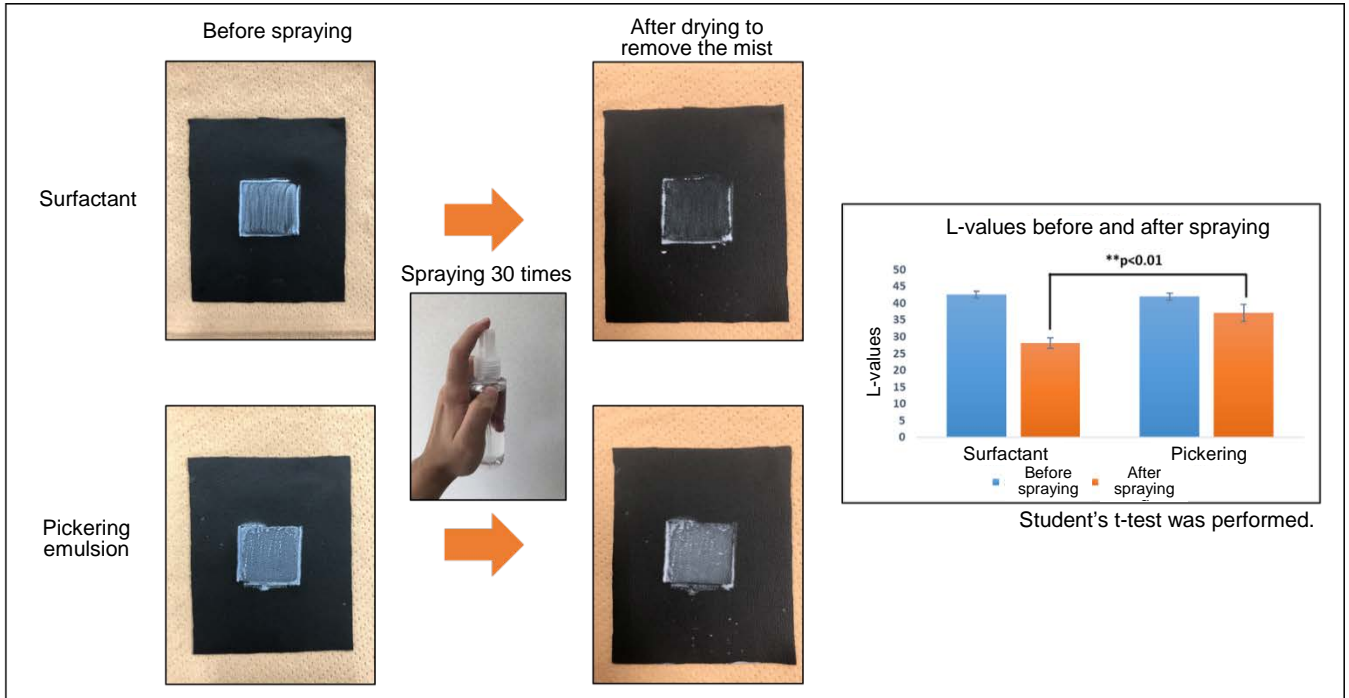 Before spraying
After drying to
remove the mist
Surfactant
Spraying 30 times
Pickering
emulsion
L-values before and after spraying
**p<0.01
50
45
40
35
30
25
20
15
10
5
0
L-values
Surfactant
Pickering
Before
spraying
After
spraying
Student's t-test was performed.